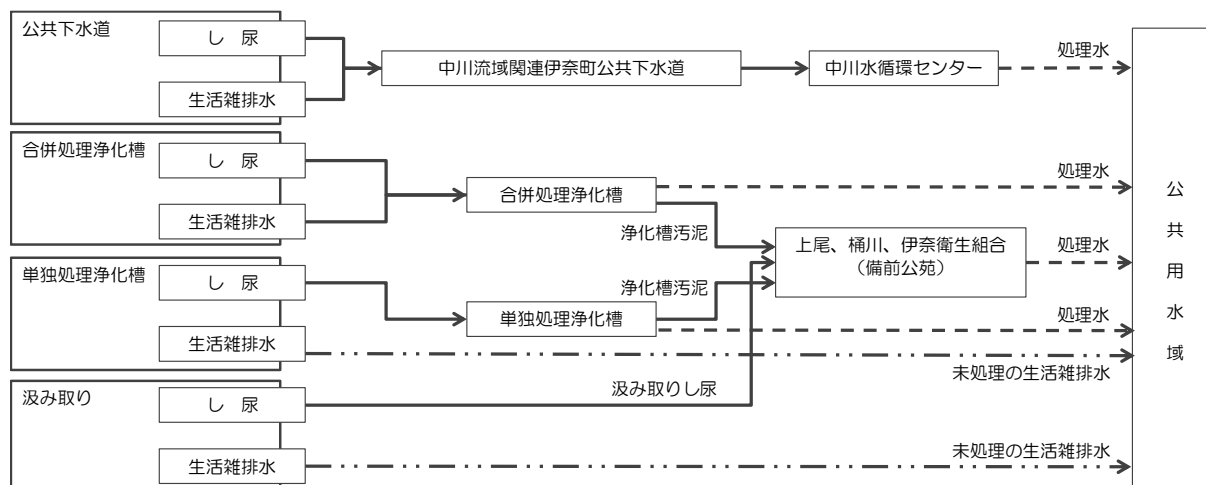 公共下水道
し 尿
生活雑排水
中川流域関連伊奈町公共下水道
中川水循環センター
処理水
合併処理浄化槽
し 尿
生活雑排水
合併処理浄化槽
処理水
浄化槽汚泥
上尾、桶川、伊奈衛生組合
（備前公苑）
処理水
単独処理浄化槽
し 尿
生活雑排水
浄化槽汚泥
単独処理浄化槽
処理水
未処理の生活雑排水
汲み取り
し 尿
生活雑排水
汲み取りし尿
未処理の生活雑排水
公共用水域